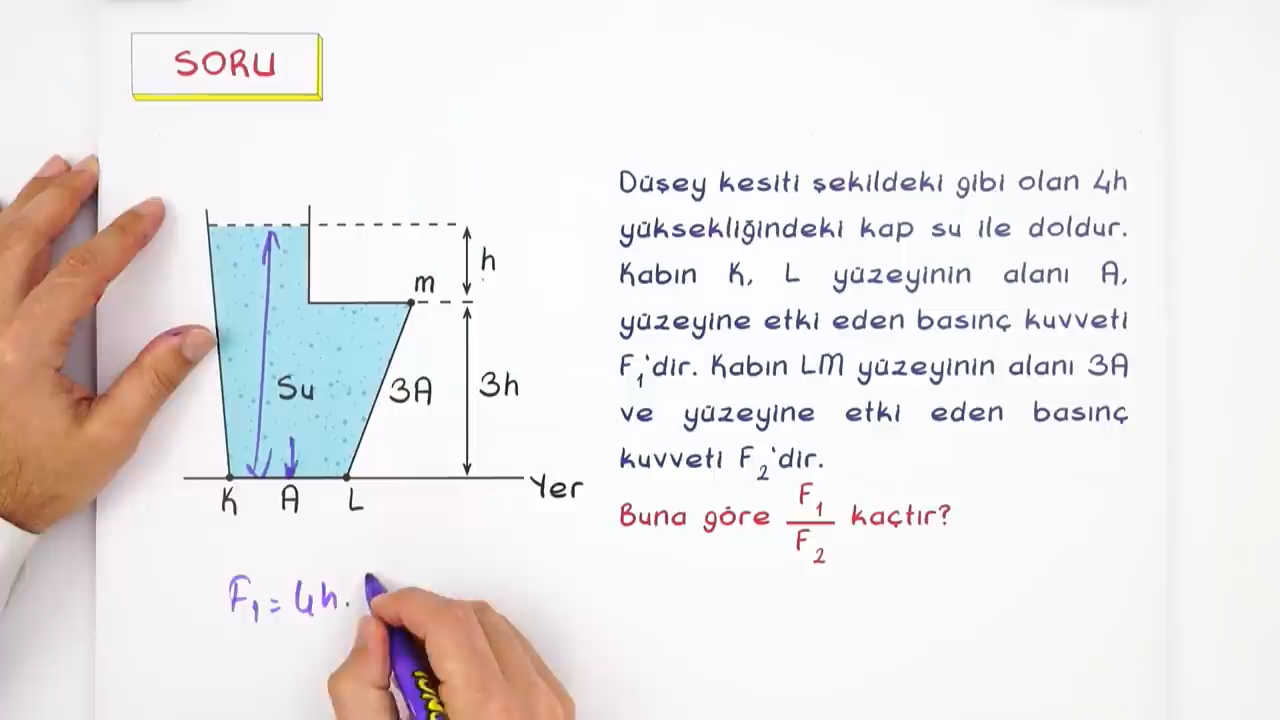 SORU
Düşey kesiti şekildeki gibi olan 4h
yüksekliğindeki kap su ile doldur.
Kabın K, L yüzeyinin alanı A,
yüzeyine etki eden basınç kuvveti
F₁'dir. Kabın LM yüzeyinin alanı 3A
ve yüzeyine etki eden basınç
kuvveti F₂'dir.
Buna göre F₁/F₂ kaçtır?
h
m
Su
3A
3h
Yer
K A L
F₁ = 4h.